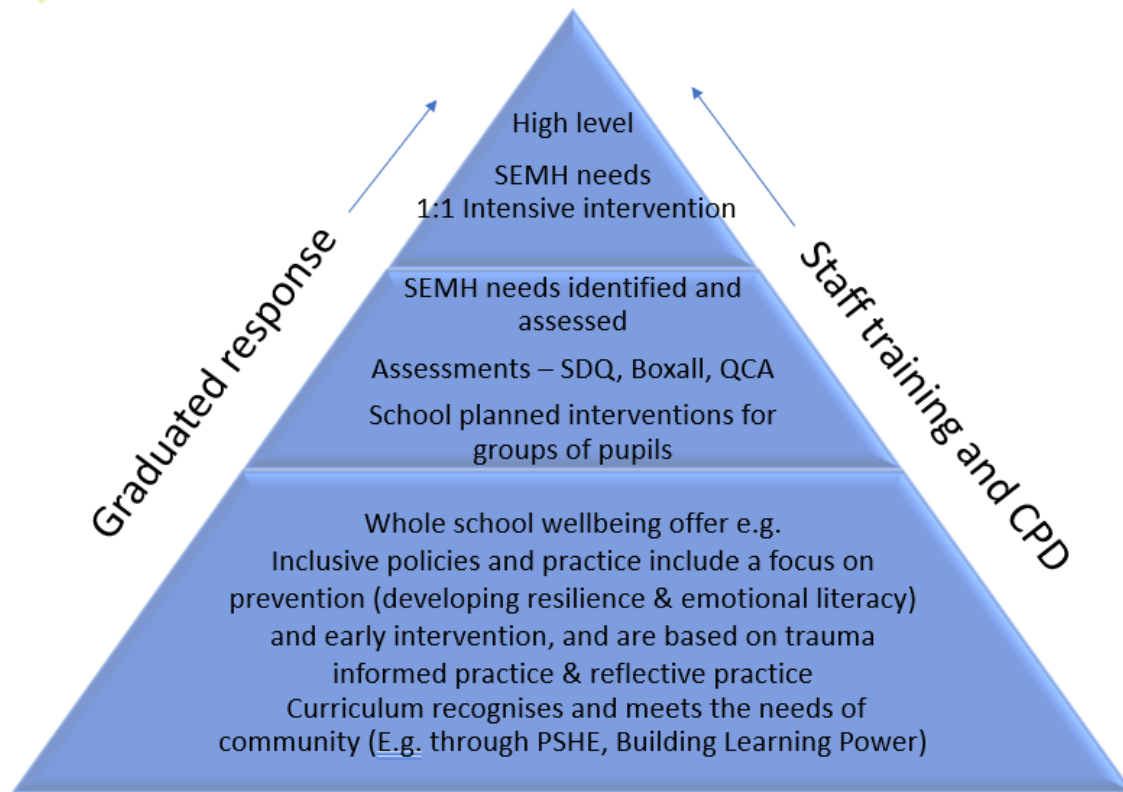 High level
SEMH needs
1:1 Intensive intervention
Graduated response
Staff training and CPD
SEMH needs identified and
assessed
Assessments – SDQ, Boxall, QCA
School planned interventions for
groups of pupils
Whole school wellbeing offer e.g.
Inclusive policies and practice include a focus on
prevention (developing resilience & emotional literacy)
and early intervention, and are based on trauma
informed practice & reflective practice
Curriculum recognises and meets the needs of
community (E.g. through PSHE, Building Learning Power)